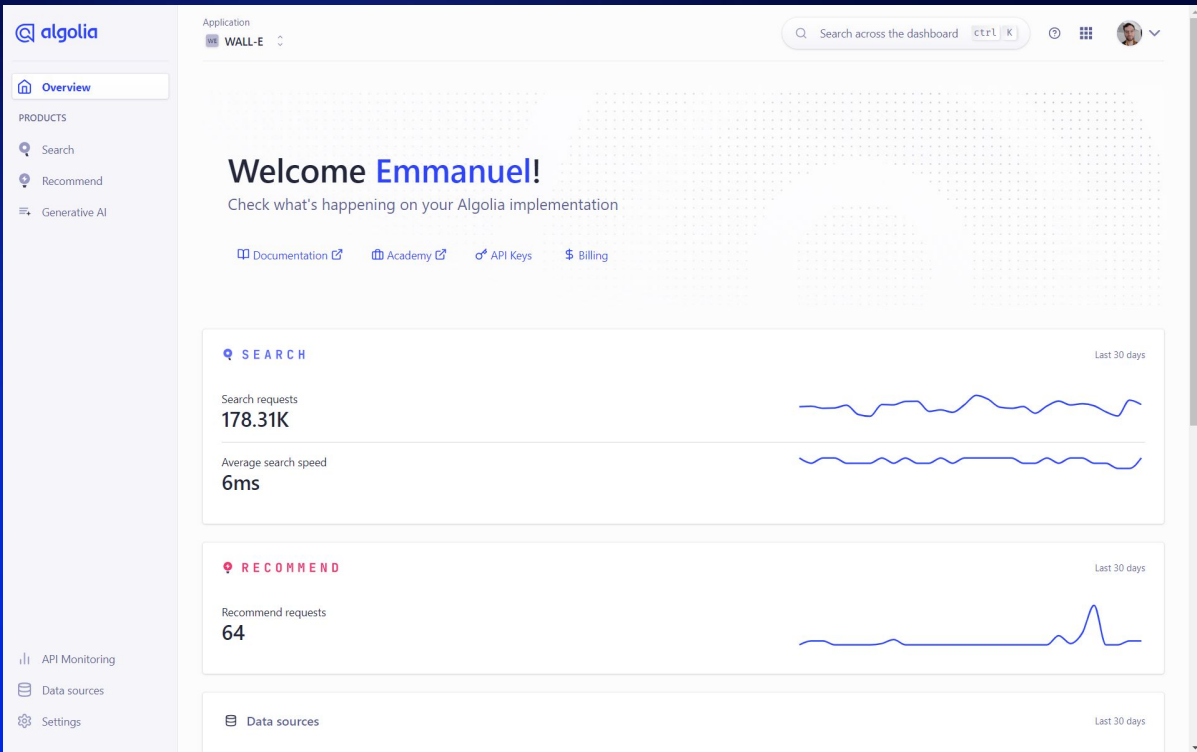 algolia
Application
WE WALL-E
Search across the dashboard ctrl K
Overview
PRODUCTS
Search
Recommend
Generative AI
Welcome Emmanuel!
Check what's happening on your Algolia implementation
Documentation
Academy
API Keys
Billing
SEARCH
Last 30 days
Search requests
178.31K
Average search speed
6ms
RECOMMEND
Last 30 days
Recommend requests
64
API Monitoring
Data sources
Settings
Data sources
Last 30 days